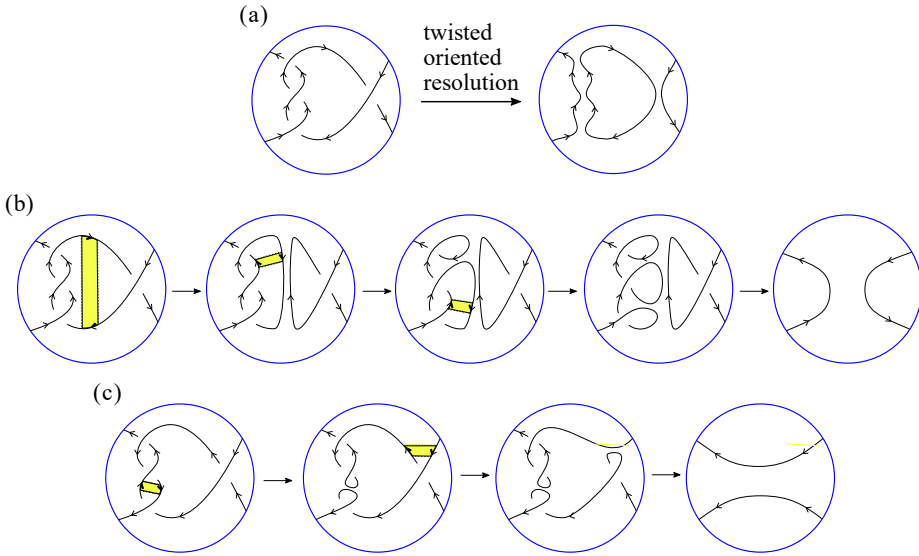 (a)
twisted
oriented
resolution
(b)
(c)